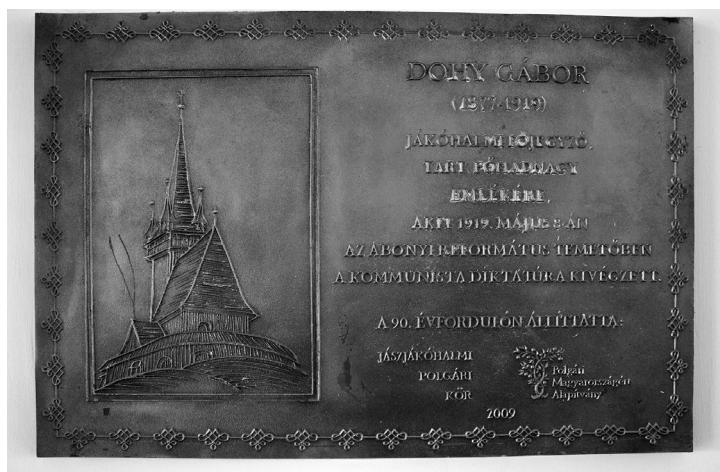 DOHY GÁBOR
(1877-1919)
JÁKÓHALMI FŐJEGYZŐ,
TART. FŐHADNAGY
EMLÉKÉRE,
AKIT 1919. MÁJUS 8-ÁN
AZ ABONYI REFORMÁTUS TEMETŐBEN
A KOMMUNISTA DIKTATÚRA KIVÉGZETT.
A 90. ÉVFORDULÓN ÁLLÍTTATTA:
JÁSZJÁKÓHALMI
POLGÁRI
KÖR
Polgári
Magyarországért
Alapítvány
2009